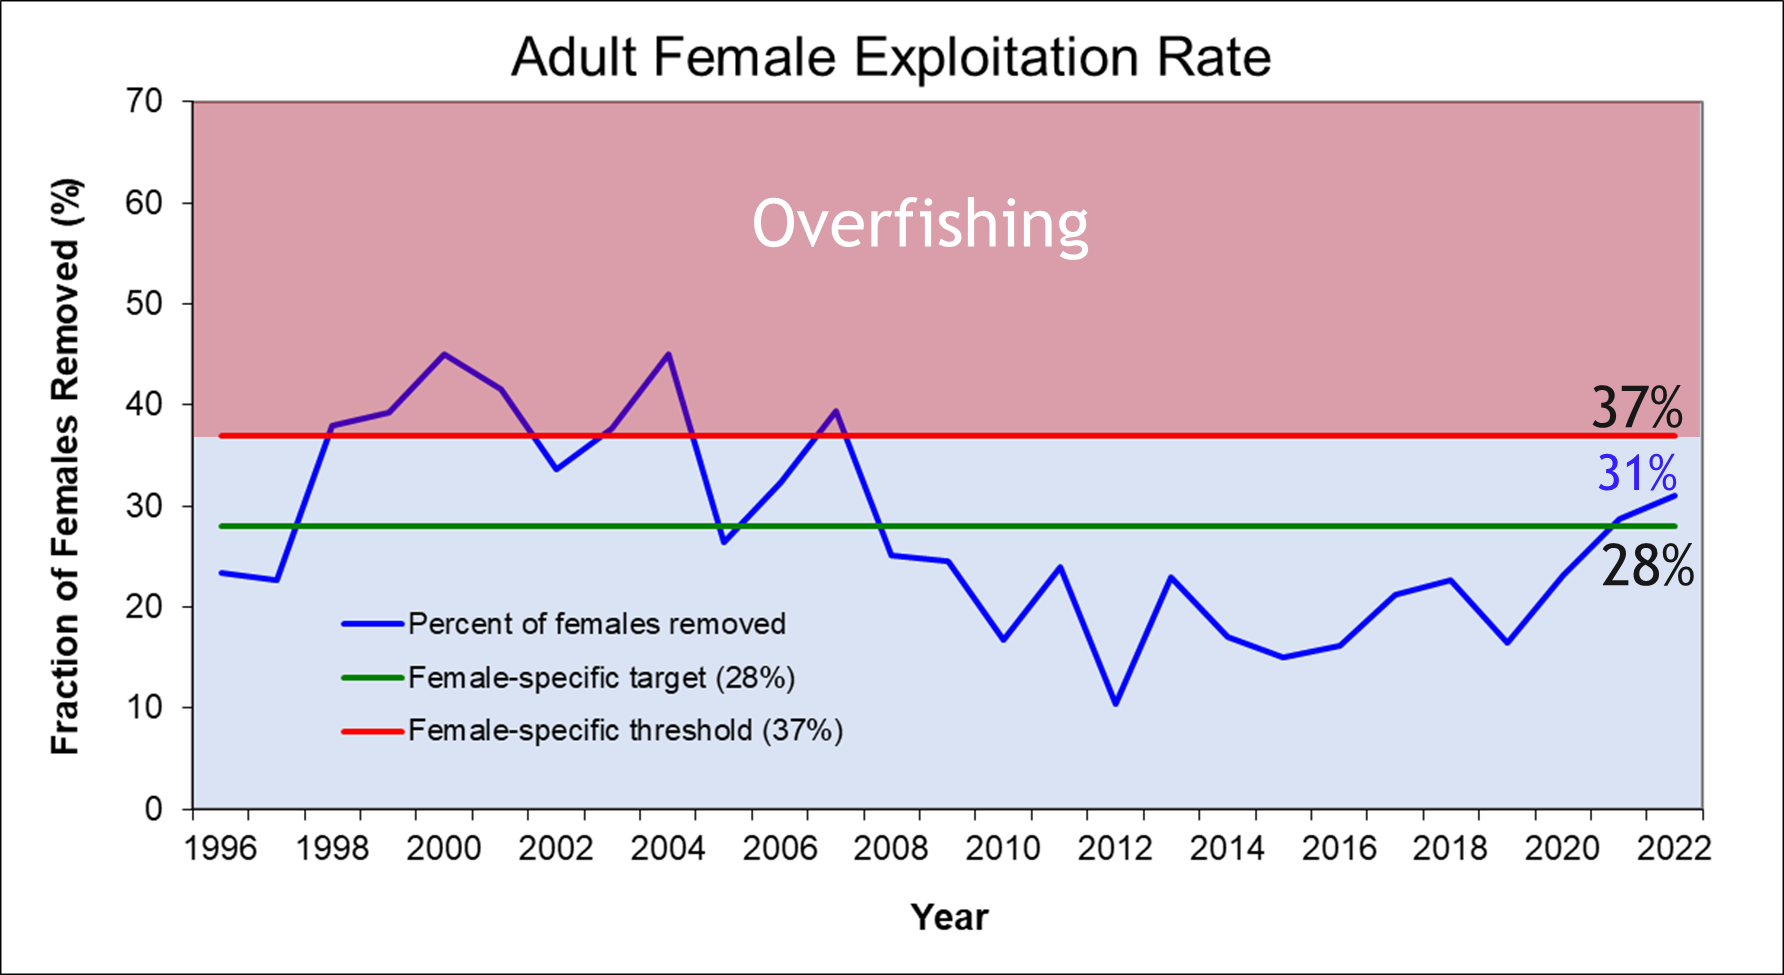 Adult Female Exploitation Rate
70
60
50
40
30
20
10
0
Fraction of Females Removed (%)
Overfishing
37%
31%
28%
Percent of females removed
Female-specific target (28%)
Female-specific threshold (37%)
1996 1998 2000 2002 2004 2006 2008 2010 2012 2014 2016 2018 2020 2022
Year